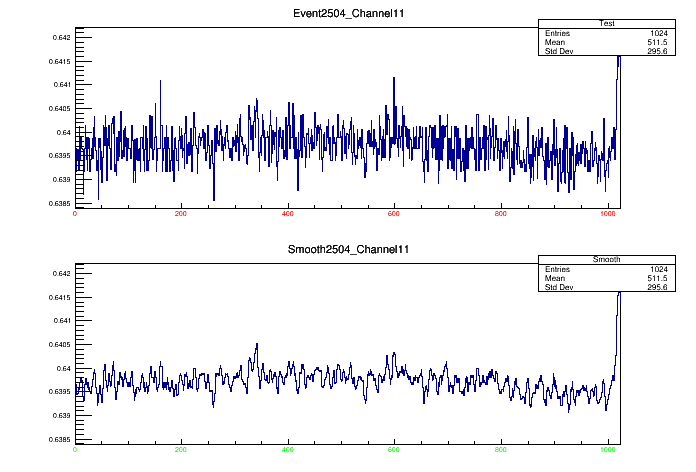 Event2504_Channel11
Test
Entries 1024
Mean 511.5
Std Dev 295.6
0.642
0.6415
0.641
0.6405
0.64
0.6395
0.639
0.6385
0 200 400 600 800 1000
Smooth2504_Channel11
Smooth
Entries 1024
Mean 511.5
Std Dev 295.6
0.642
0.6415
0.641
0.6405
0.64
0.6395
0.639
0.6385
0 200 400 600 800 1000